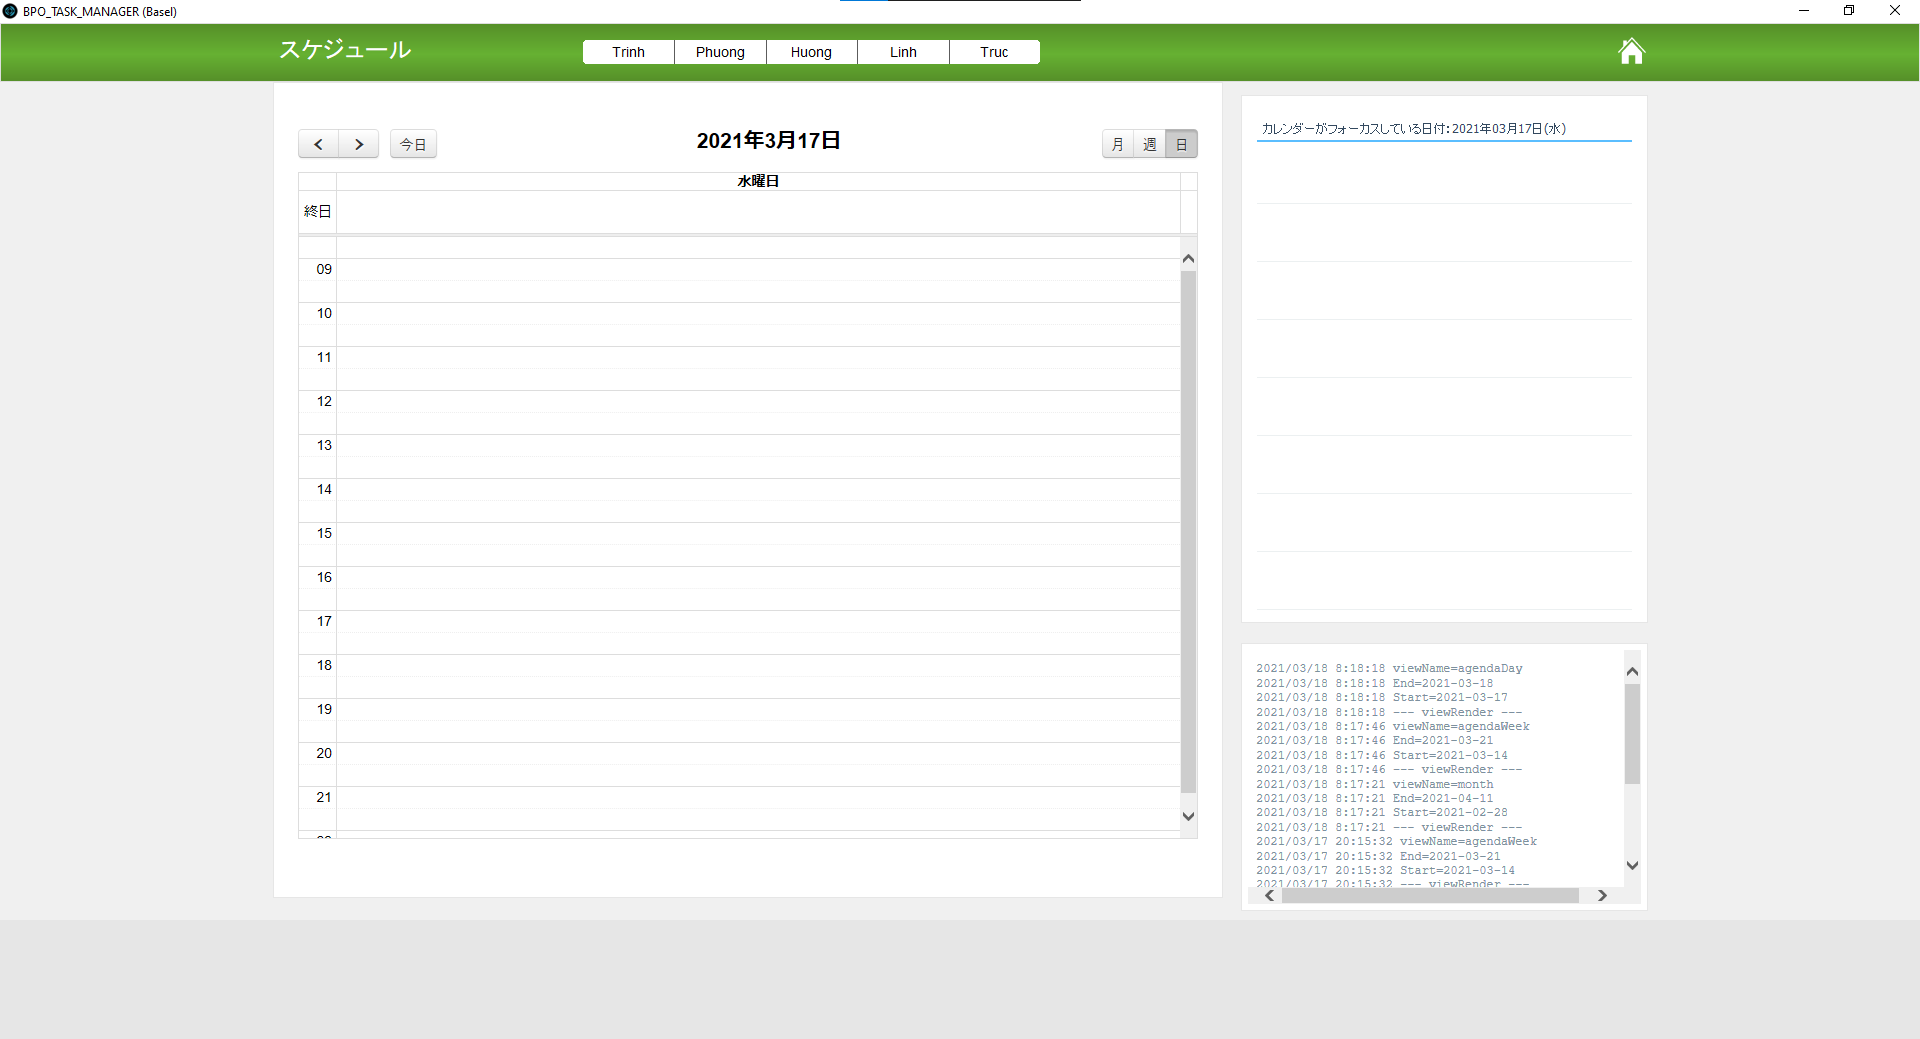 BPO_TASK_MANAGER (Basel)
スケジュール
Trinh Phuong Huong Linh Truc
今日
2021年3月17日
月 週 日
水曜日
終日
09
10
11
12
13
14
15
16
17
18
19
20
21
カレンダーがフォーカスしている日付: 2021年03月17日(水)
2021/03/18 8:18:18 viewName=agendaDay
2021/03/18 8:18:18 End=2021-03-18
2021/03/18 8:18:18 Start=2021-03-17
2021/03/18 8:18:18 --- viewRender ---
2021/03/18 8:17:46 viewName=agendaWeek
2021/03/18 8:17:46 End=2021-03-21
2021/03/18 8:17:46 Start=2021-03-14
2021/03/18 8:17:46 --- viewRender ---
2021/03/18 8:17:21 viewName=month
2021/03/18 8:17:21 End=2021-04-11
2021/03/18 8:17:21 Start=2021-02-28
2021/03/18 8:17:21 --- viewRender ---
2021/03/17 20:15:32 viewName=agendaWeek
2021/03/17 20:15:32 End=2021-03-21
2021/03/17 20:15:32 Start=2021-03-14
2021/03/17 20:15:32 --- viewRender ---